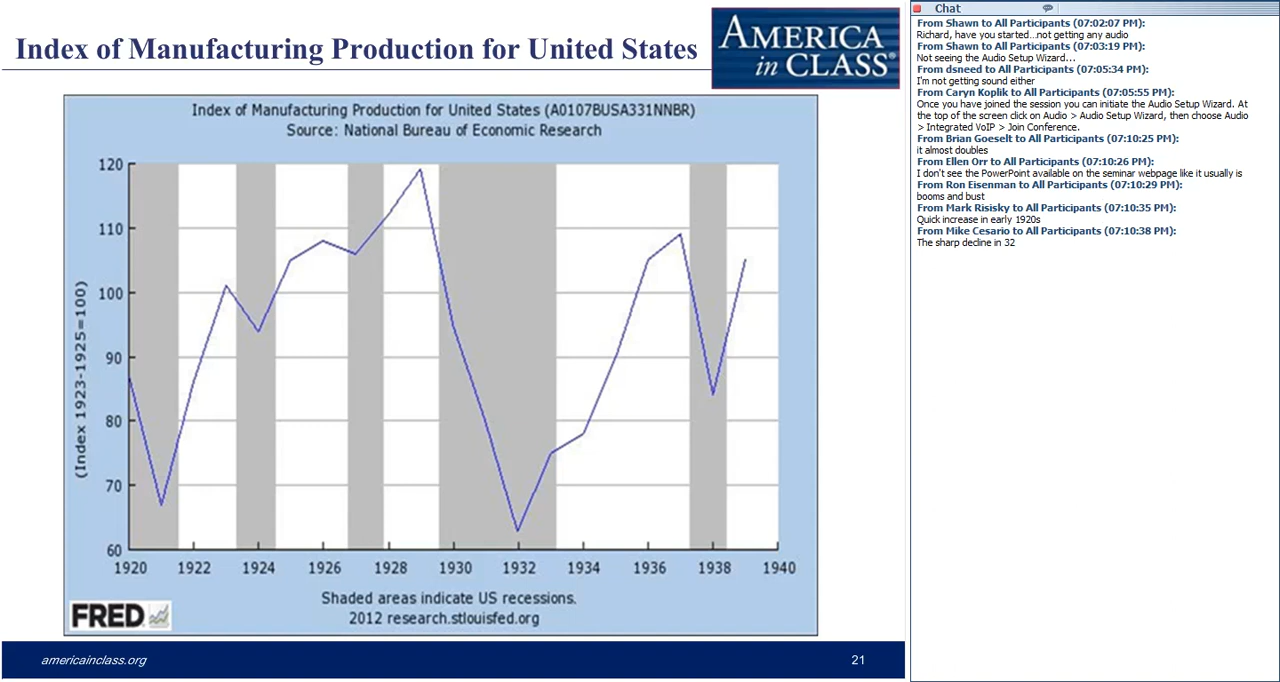 Index of Manufacturing Production for United States
AMERICA
in CLASS®
Index of Manufacturing Production for United States (A0107BUSA331NNBR)
Source: National Bureau of Economic Research
(Index 1923-1925=100)
120
110
100
90
80
70
60
1920 1922 1924 1926 1928 1930 1932 1934 1936 1938 1940
Shaded areas indicate US recessions.
2012 research.stlouisfed.org
FRED
americainclass.org
21
Chat
From Shawn to All Participants (07:02:07 PM):
Richard, have you started...not getting any audio
From Shawn to All Participants (07:03:19 PM):
Not seeing the Audio Setup Wizard...
From dsneed to All Participants (07:05:34 PM):
I'm not getting sound either
From Caryn Koplik to All Participants (07:05:55 PM):
Once you have joined the session you can initiate the Audio Setup Wizard. At
the top of the screen click on Audio > Audio Setup Wizard, then choose Audio
> Integrated VoIP > Join Conference.
From Brian Goeselt to All Participants (07:10:25 PM):
it almost doubles
From Ellen Orr to All Participants (07:10:26 PM):
I don't see the PowerPoint available on the seminar webpage like it usually is
From Ron Eisenman to All Participants (07:10:29 PM):
booms and bust
From Mark Risisky to All Participants (07:10:35 PM):
Quick increase in early 1920s
From Mike Cesario to All Participants (07:10:38 PM):
The sharp decline in 32